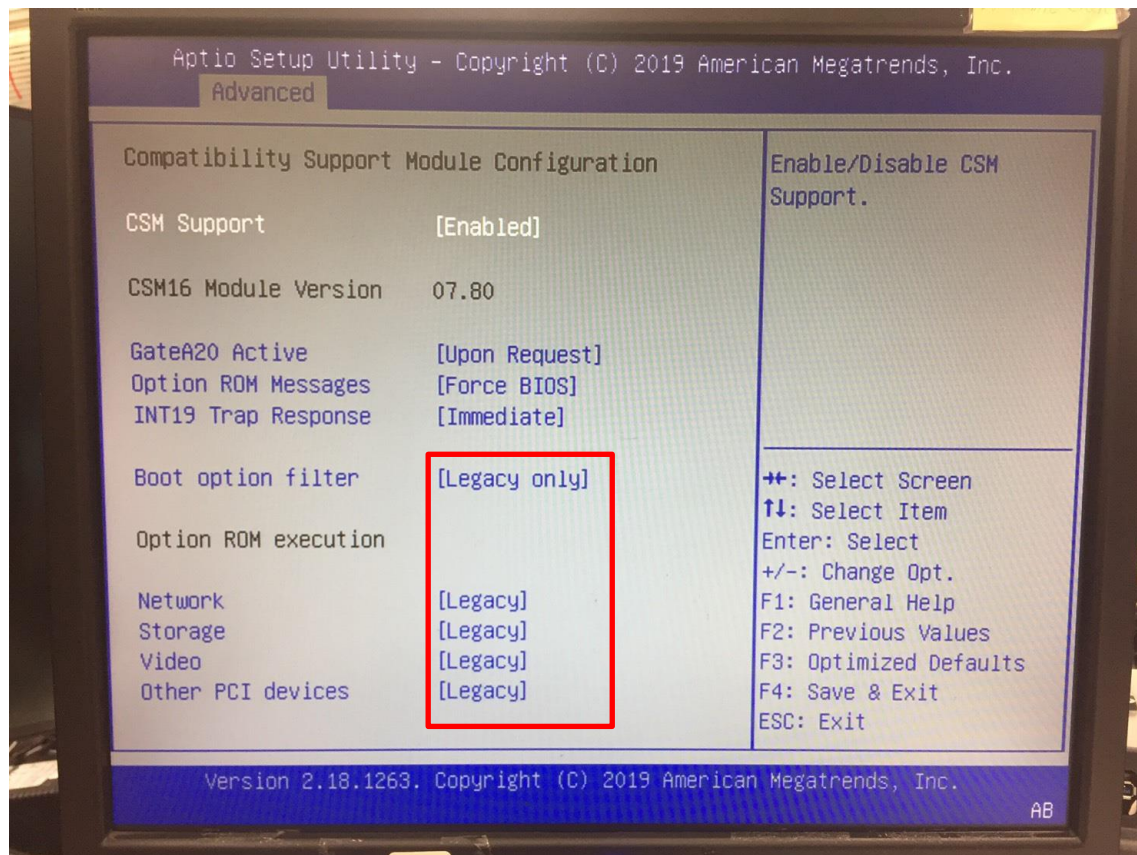 Aptio Setup Utility – Copyright (C) 2019 American Megatrends, Inc.
Advanced
Compatibility Support Module Configuration
CSM Support [Enabled]
CSM16 Module Version 07.80
GateA20 Active [Upon Request]
Option ROM Messages [Force BIOS]
INT19 Trap Response [Immediate]
Boot option filter [Legacy only]
Option ROM execution
Network [Legacy]
Storage [Legacy]
Video [Legacy]
Other PCI devices [Legacy]
Enable/Disable CSM
Support.
→←: Select Screen
↑↓: Select Item
Enter: Select
+/-: Change Opt.
F1: General Help
F2: Previous Values
F3: Optimized Defaults
F4: Save & Exit
ESC: Exit
Version 2.18.1263. Copyright (C) 2019 American Megatrends, Inc.
AB